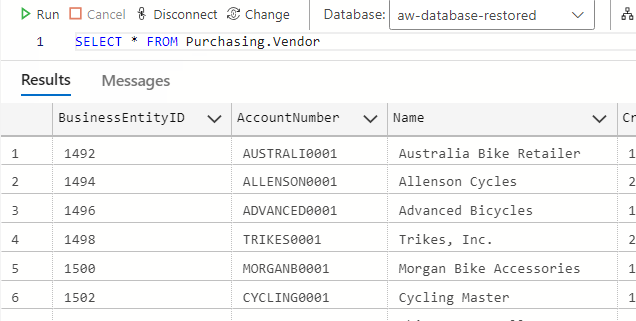 Run Cancel Disconnect Change Database: aw-database-restored
1 SELECT * FROM Purchasing.Vendor
Results Messages
BusinessEntityID AccountNumber Name Cr
1 1492 AUSTRALI0001 Australia Bike Retailer 1
2 1494 ALLENSON0001 Allenson Cycles 2
3 1496 ADVANCED0001 Advanced Bicycles 1
4 1498 TRIKES0001 Trikes, Inc. 2
5 1500 MORGANB0001 Morgan Bike Accessories 1
6 1502 CYCLING0001 Cycling Master 1